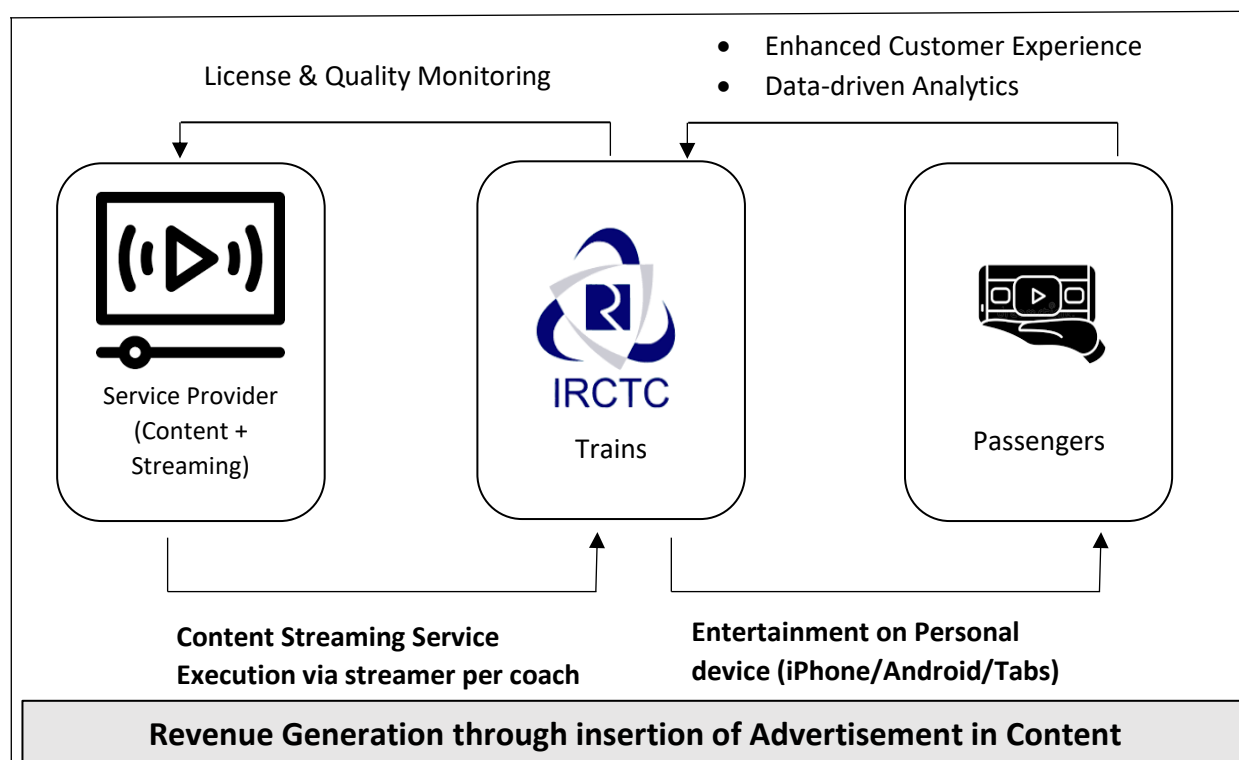 License & Quality Monitoring
• Enhanced Customer Experience
• Data-driven Analytics
Service Provider
(Content +
Streaming)
IRCTC
Trains
Passengers
Content Streaming Service
Execution via streamer per coach
Entertainment on Personal
device (iPhone/Android/Tabs)
Revenue Generation through insertion of Advertisement in Content